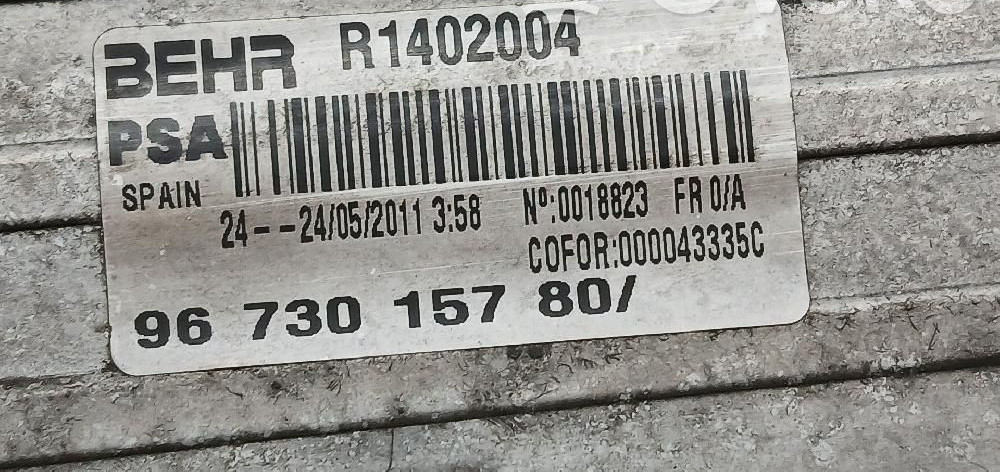 BEHR R1402004
PSA
SPAIN
24--24/05/2011 3:58 Nº:0018823 FR 0/A
COFOR:000043335C
96 730 157 80/